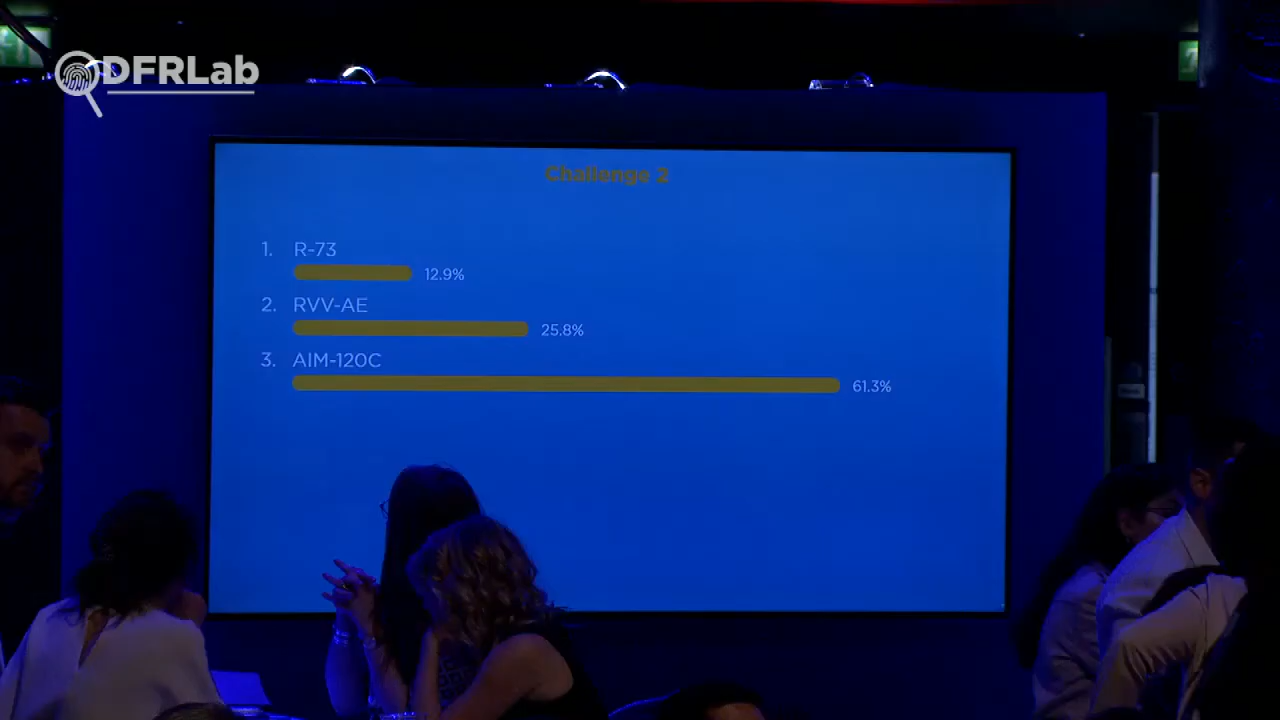 DFRLab
Challenge 2
1. R-73
12.9%
2. RVV-AE
25.8%
3. AIM-120C
61.3%